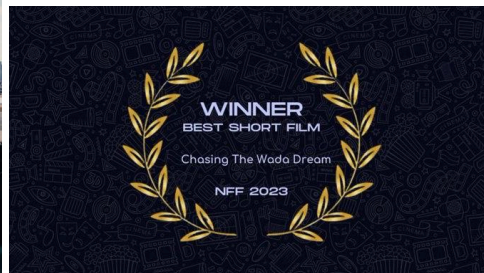 WINNER
BEST SHORT FILM
Chasing The Wada Dream
NFF 2023